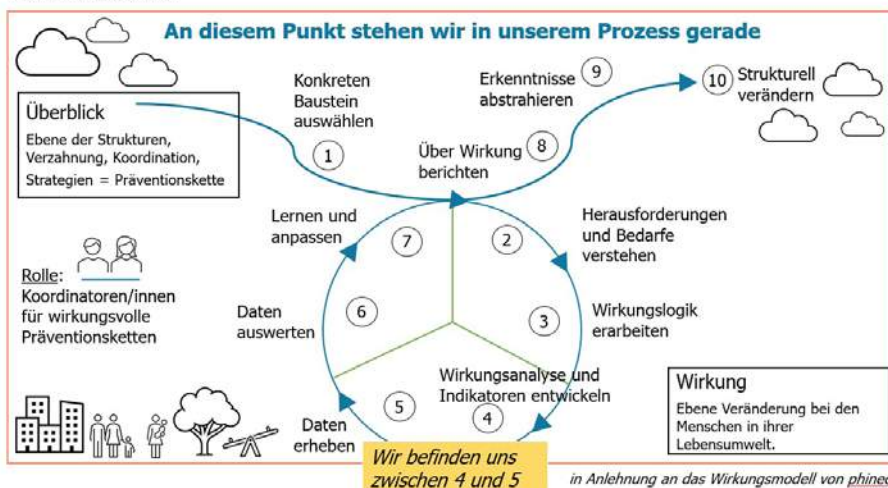 An diesem Punkt stehen wir in unserem Prozess gerade
Überblick
Ebene der Strukturen,
Verzahnung, Koordination,
Strategien = Präventionskette
Konkreten
Baustein
auswählen
1
Erkenntnisse
abstrahieren
9
10
Strukturell
verändern
Über Wirkung
berichten
8
Lernen und
anpassen
7
2
Herausforderungen
und Bedarfe
verstehen
Rolle:
Koordinatoren/innen
für wirkungsvolle
Präventionsketten
Daten
auswerten
6
3
Wirkungslogik
erarbeiten
Wirkungsanalyse und
Indikatoren entwickeln
4
5
Daten
erheben
Wirkung
Ebene Veränderung bei den
Menschen in ihrer
Lebensumwelt.
Wir befinden uns
zwischen 4 und 5
in Anlehnung an das Wirkungsmodell von